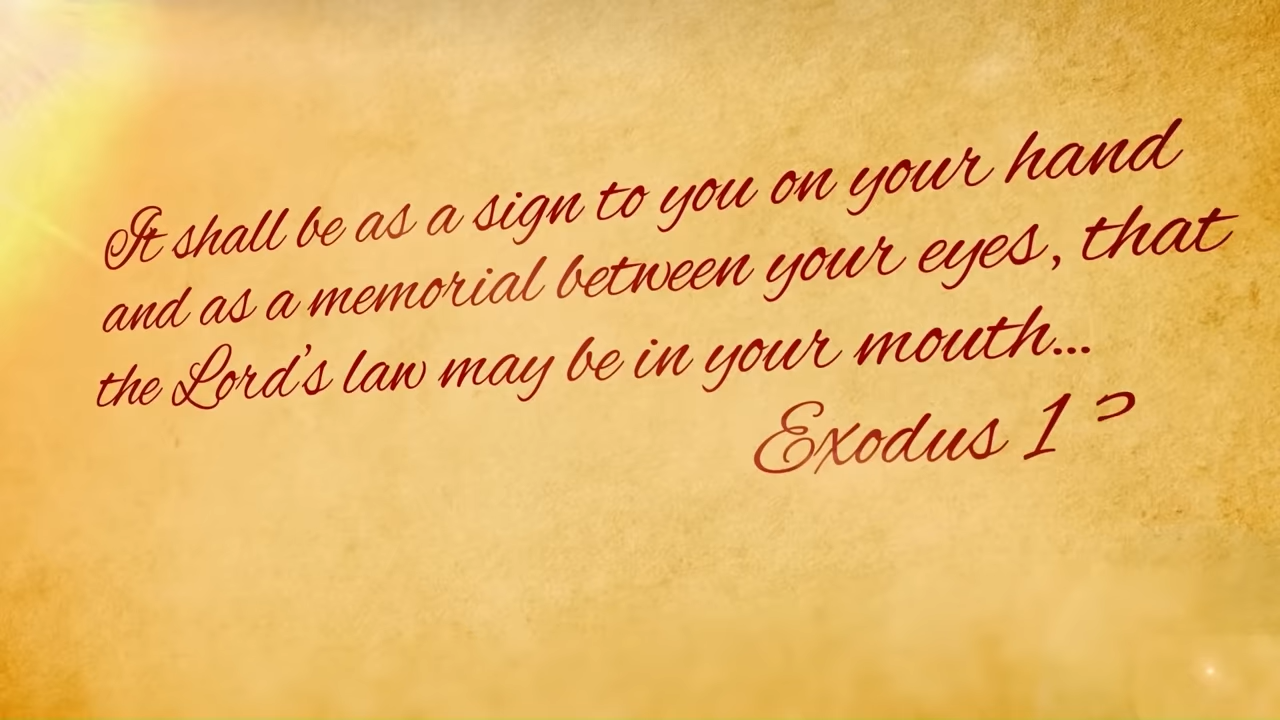 It shall be as a sign to you on your hand
and as a memorial between your eyes, that
the Lord's law may be in your mouth...
Exodus 1